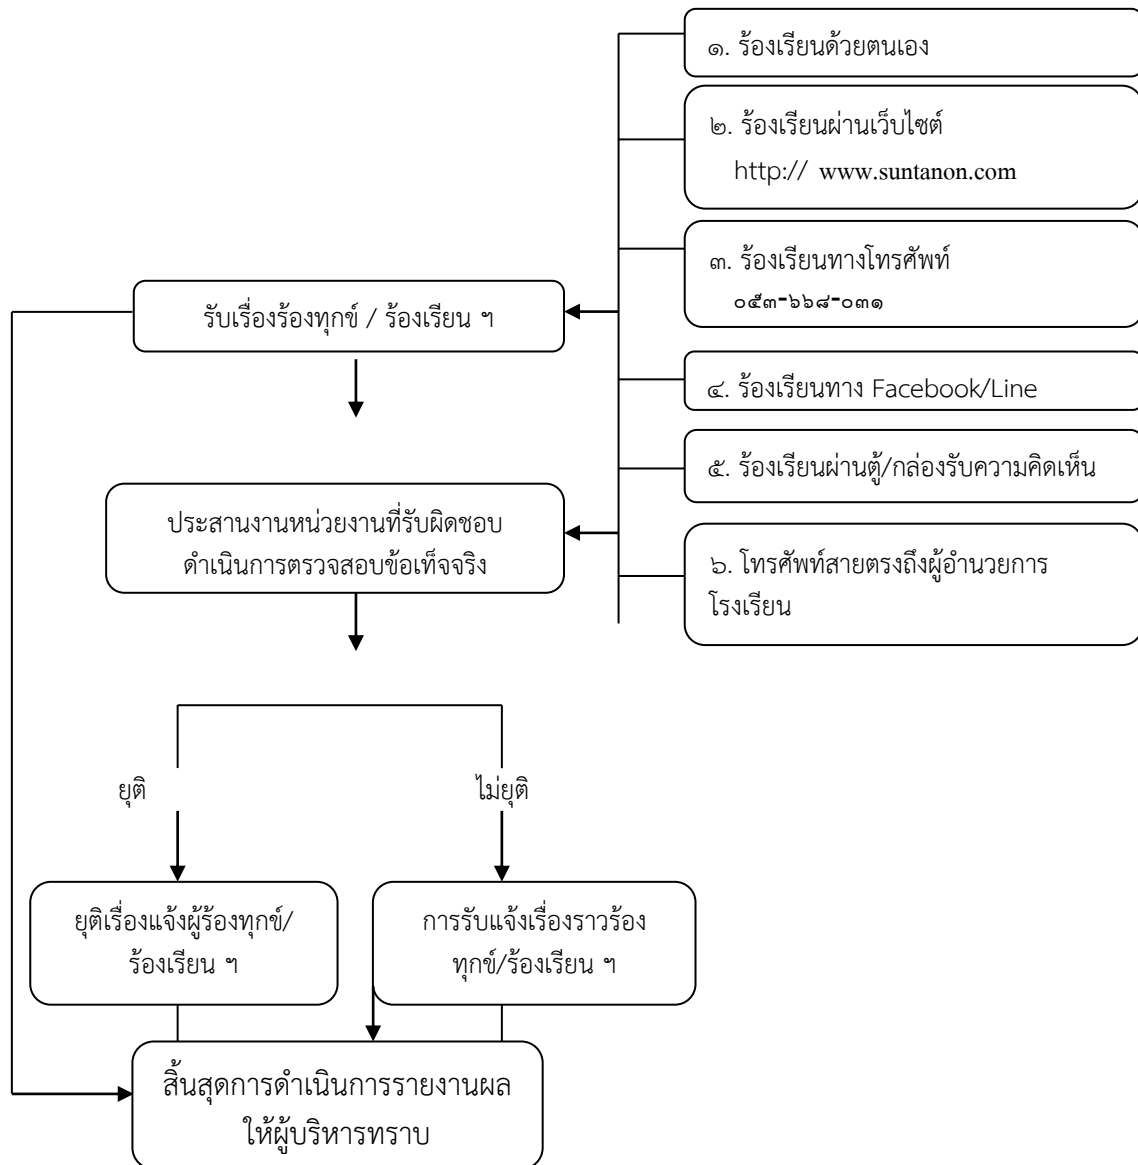 ๑. ร้องเรียนด้วยตนเอง
๒. ร้องเรียนผ่านเว็บไซต์
http:// www.suntanon.com
๓. ร้องเรียนทางโทรศัพท์
๐๕๓-๖๖๘-๐๓๑
รับเรื่องร้องทุกข์ / ร้องเรียน ฯ
๔. ร้องเรียนทาง Facebook/Line
๕. ร้องเรียนผ่านตู้/กล่องรับความคิดเห็น
ประสานงานหน่วยงานที่รับผิดชอบ
ดำเนินการตรวจสอบข้อเท็จจริง
๖. โทรศัพท์สายตรงถึงผู้อำนวยการ
โรงเรียน
ยุติ
ไม่ยุติ
ยุติเรื่องแจ้งผู้ร้องทุกข์/
ร้องเรียน ฯ
การรับแจ้งเรื่องราวร้อง
ทุกข์/ร้องเรียน ฯ
สิ้นสุดการดำเนินการรายงานผล
ให้ผู้บริหารทราบ